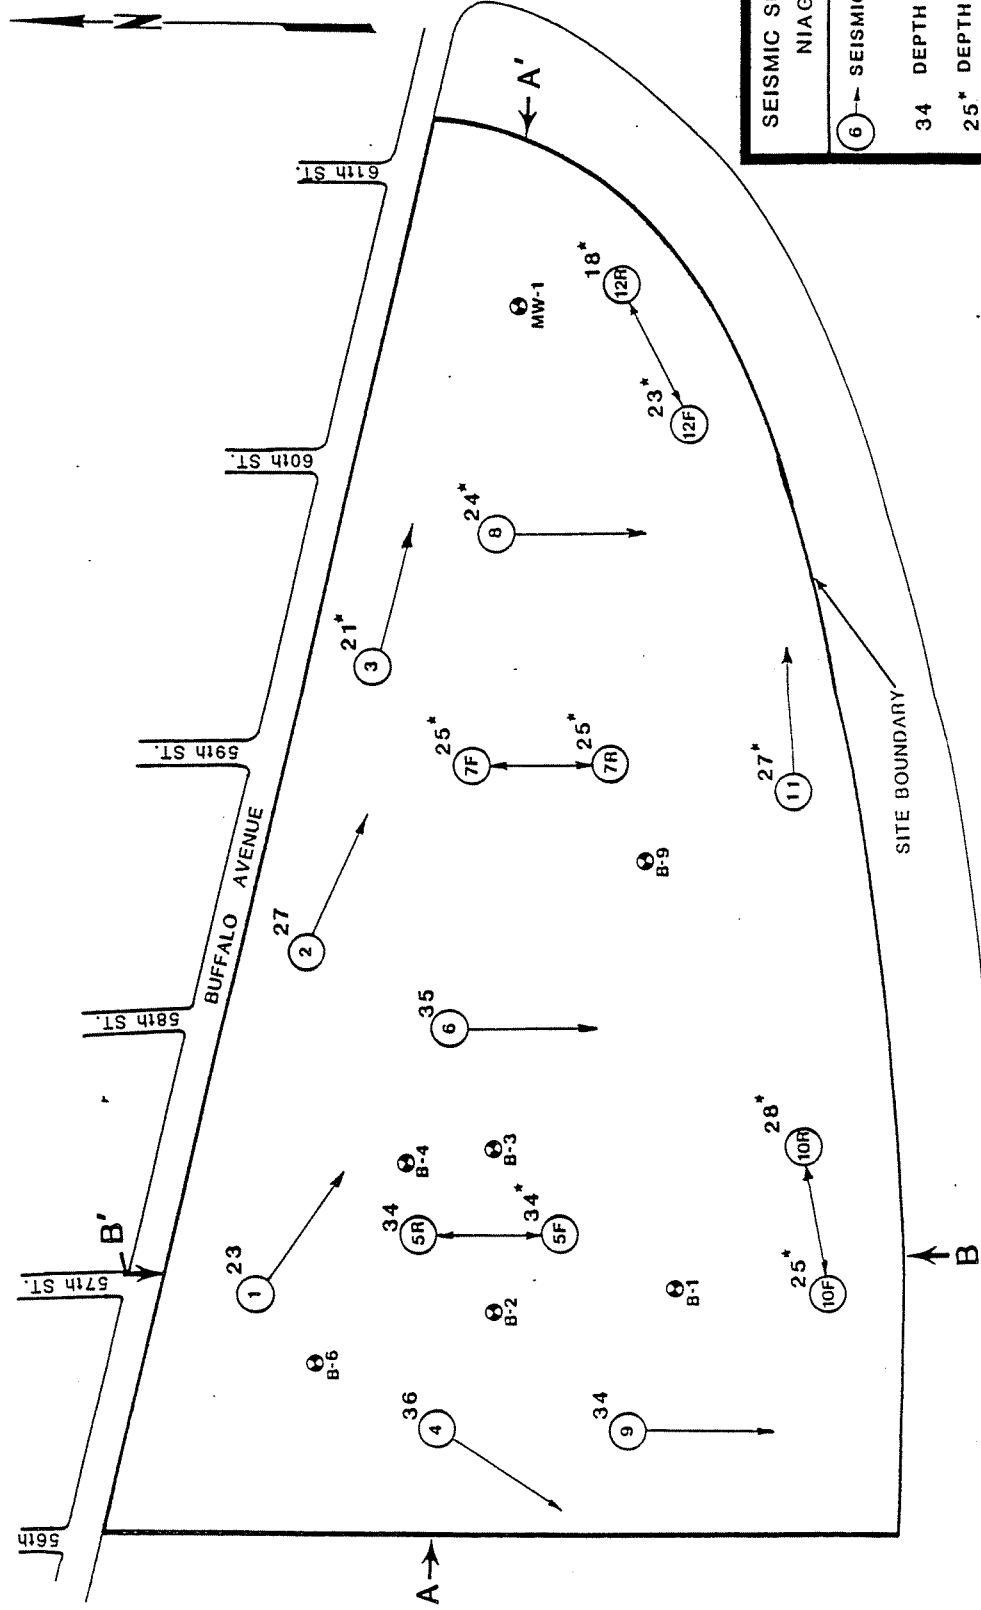 N
56th
57th ST.
58th ST.
59th ST.
60th ST.
61th ST.
BUFFALO AVENUE
B'
A'
A
B
1
23
2
27
3
21*
4
36
5R
34
5F
34*
6
35
7F
25*
7R
25*
8
24*
9
34
10F
25*
10R
28*
11
27*
12F
23*
12R
18*
B-6
B-4
B-3
B-2
B-1
B-9
MW-1
SITE BOUNDARY
SEISMIC
NIAG
6 SEISMIC
34 DEPTH
25* DEPTH